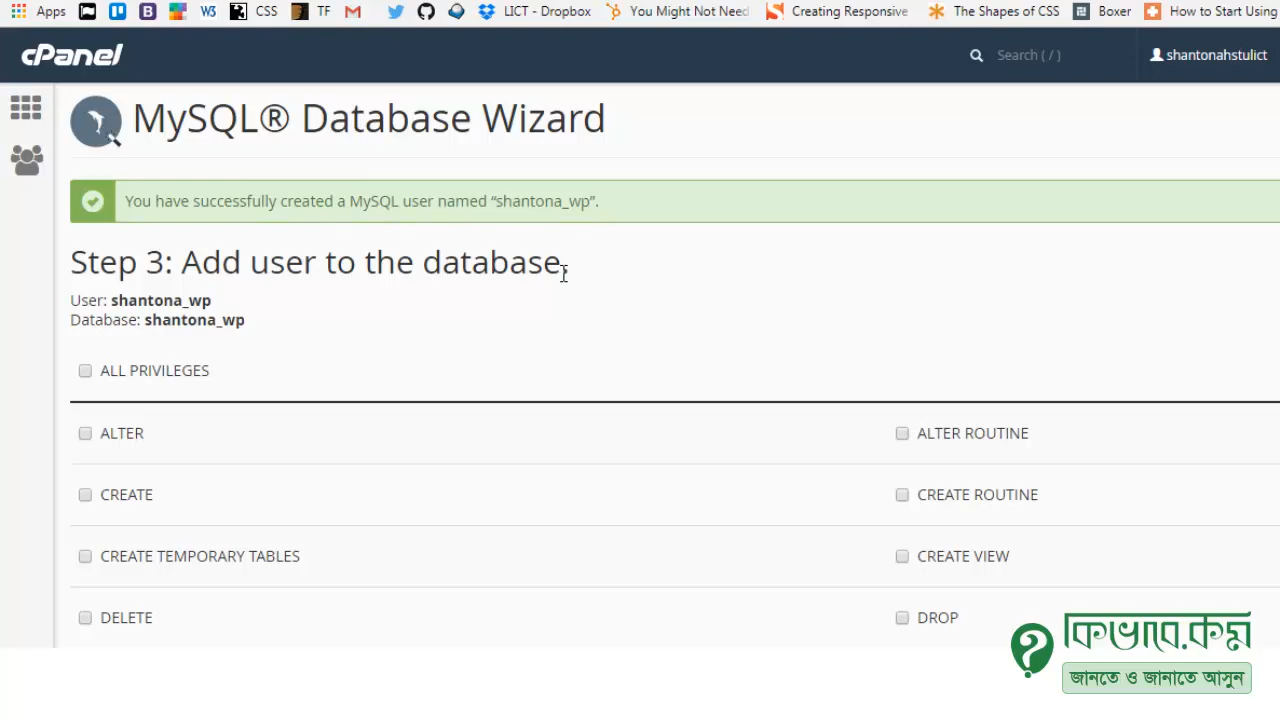 Apps
CSS
TF
LICT - Dropbox
You Might Not Need
Creating Responsive
The Shapes of CSS
Boxer
How to Start Using
cPanel
Search ( / )
shantonahstulict
MySQL® Database Wizard
You have successfully created a MySQL user named “shantona_wp”.
Step 3: Add user to the database.
User: shantona_wp
Database: shantona_wp
ALL PRIVILEGES
ALTER
ALTER ROUTINE
CREATE
CREATE ROUTINE
CREATE TEMPORARY TABLES
CREATE VIEW
DELETE
DROP
কিভাবে.কম
জানতে ও জানাতে আসুন